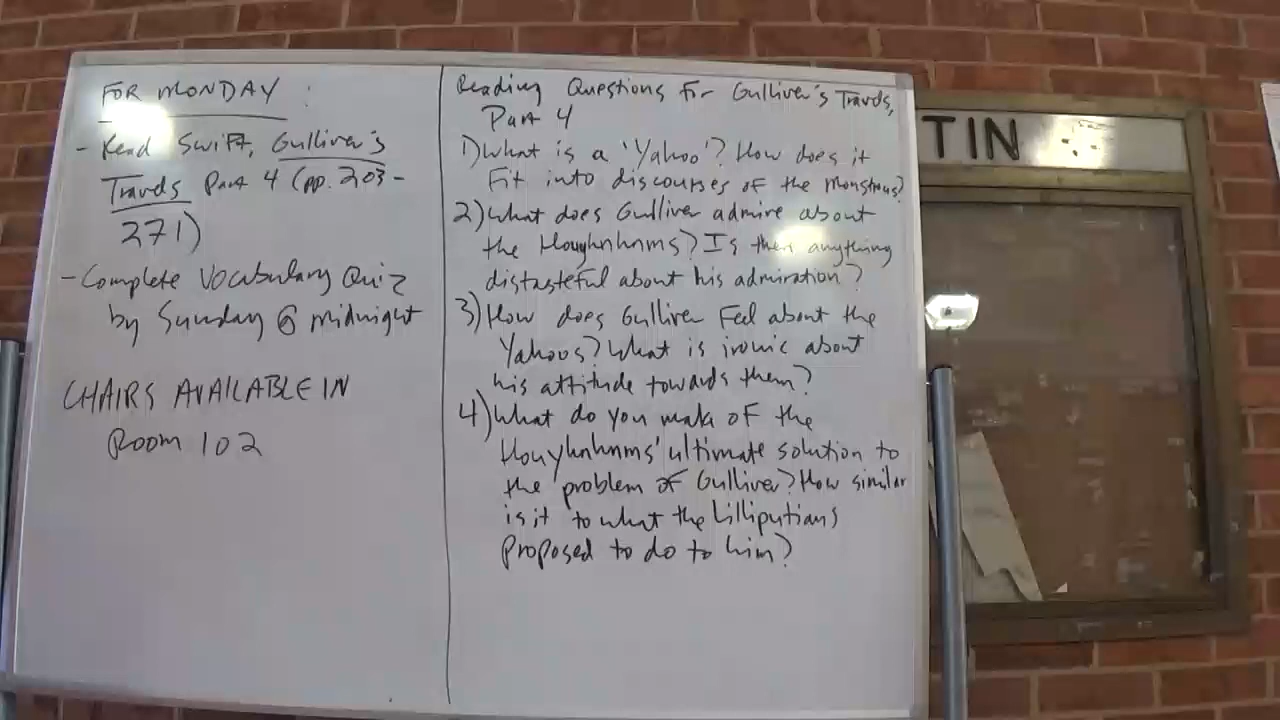 FOR MONDAY :
- Read Swift, Gulliver's
Travels Part 4 (pp. 203-
271)
- Complete Vocabulary Quiz
by Sunday @ midnight
CHAIRS AVAILABLE IN
Room 102
Reading Questions for Gulliver's Travels,
Part 4
1) What is a 'Yahoo'? How does it
fit into discourses of the monstrous?
2) What does Gulliver admire about
the Houyhnhnms? Is there anything
distasteful about his admiration?
3) How does Gulliver feel about the
Yahoos? What is ironic about
his attitude towards them?
4) What do you make of the
Houyhnhnms' ultimate solution to
the 'problem' of Gulliver? How similar
is it to what the Lilliputians
proposed to do to him?
TIN